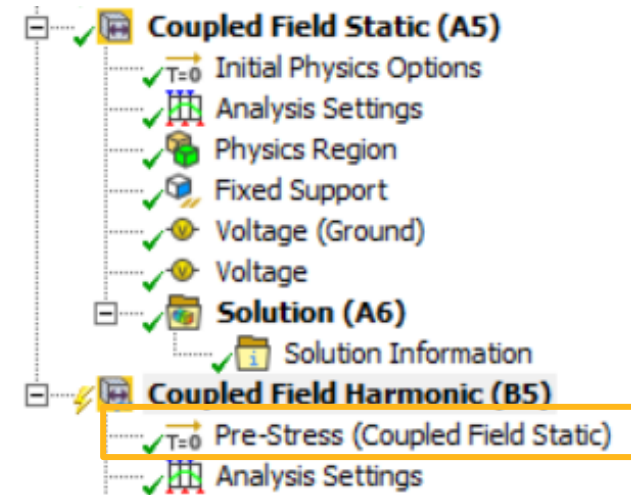 Coupled Field Static (A5)
T=0 Initial Physics Options
Analysis Settings
Physics Region
Fixed Support
V Voltage (Ground)
V Voltage
Solution (A6)
i Solution Information
Coupled Field Harmonic (B5)
T=0 Pre-Stress (Coupled Field Static)
Analysis Settings